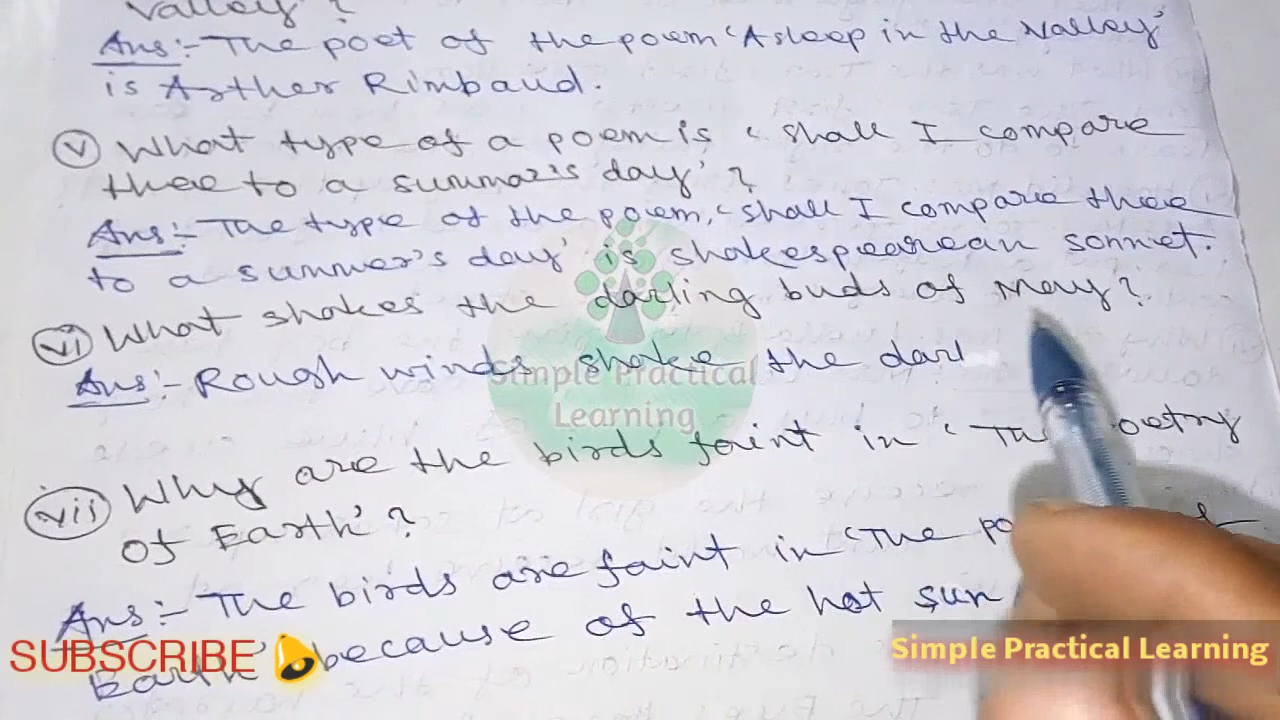 valley'?
Ans:- The poet of the poem 'Asleep in the Valley'
is Arther Rimbaud.
v What type of a poem is 'shall I compare
thee to a summar's day'?
Ans:- The type of the poem, 'shall I compare thee
to a summer's day' is shakespearean sonnet.
vi What shakes the darling buds of May?
Ans:- Rough winds shake the darl
vii Why are the birds faint in 'The Poetry
of Earth'?
Ans:- The birds are faint in 'The
Earth' because of the hot sun
Simple Practical
Learning
SUBSCRIBE
Simple Practical Learning